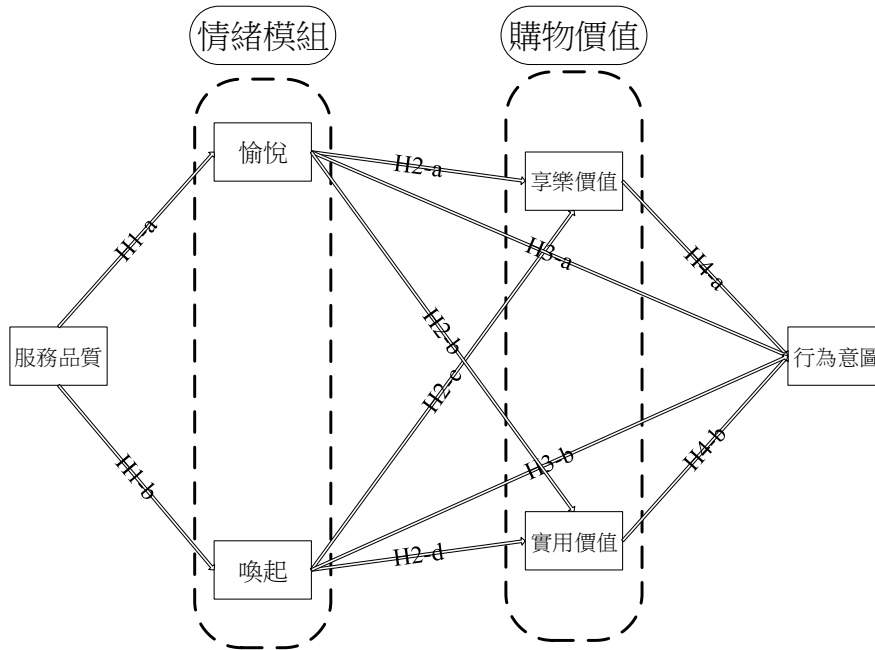 情緒模組
購物價值
愉悅
H2-a
享樂價值
H1-a
H3-a
H4-a
H2-b
服務品質
行為意圖
H2-c
H1-b
H3-b
H4-b
實用價值
喚起
H2-d